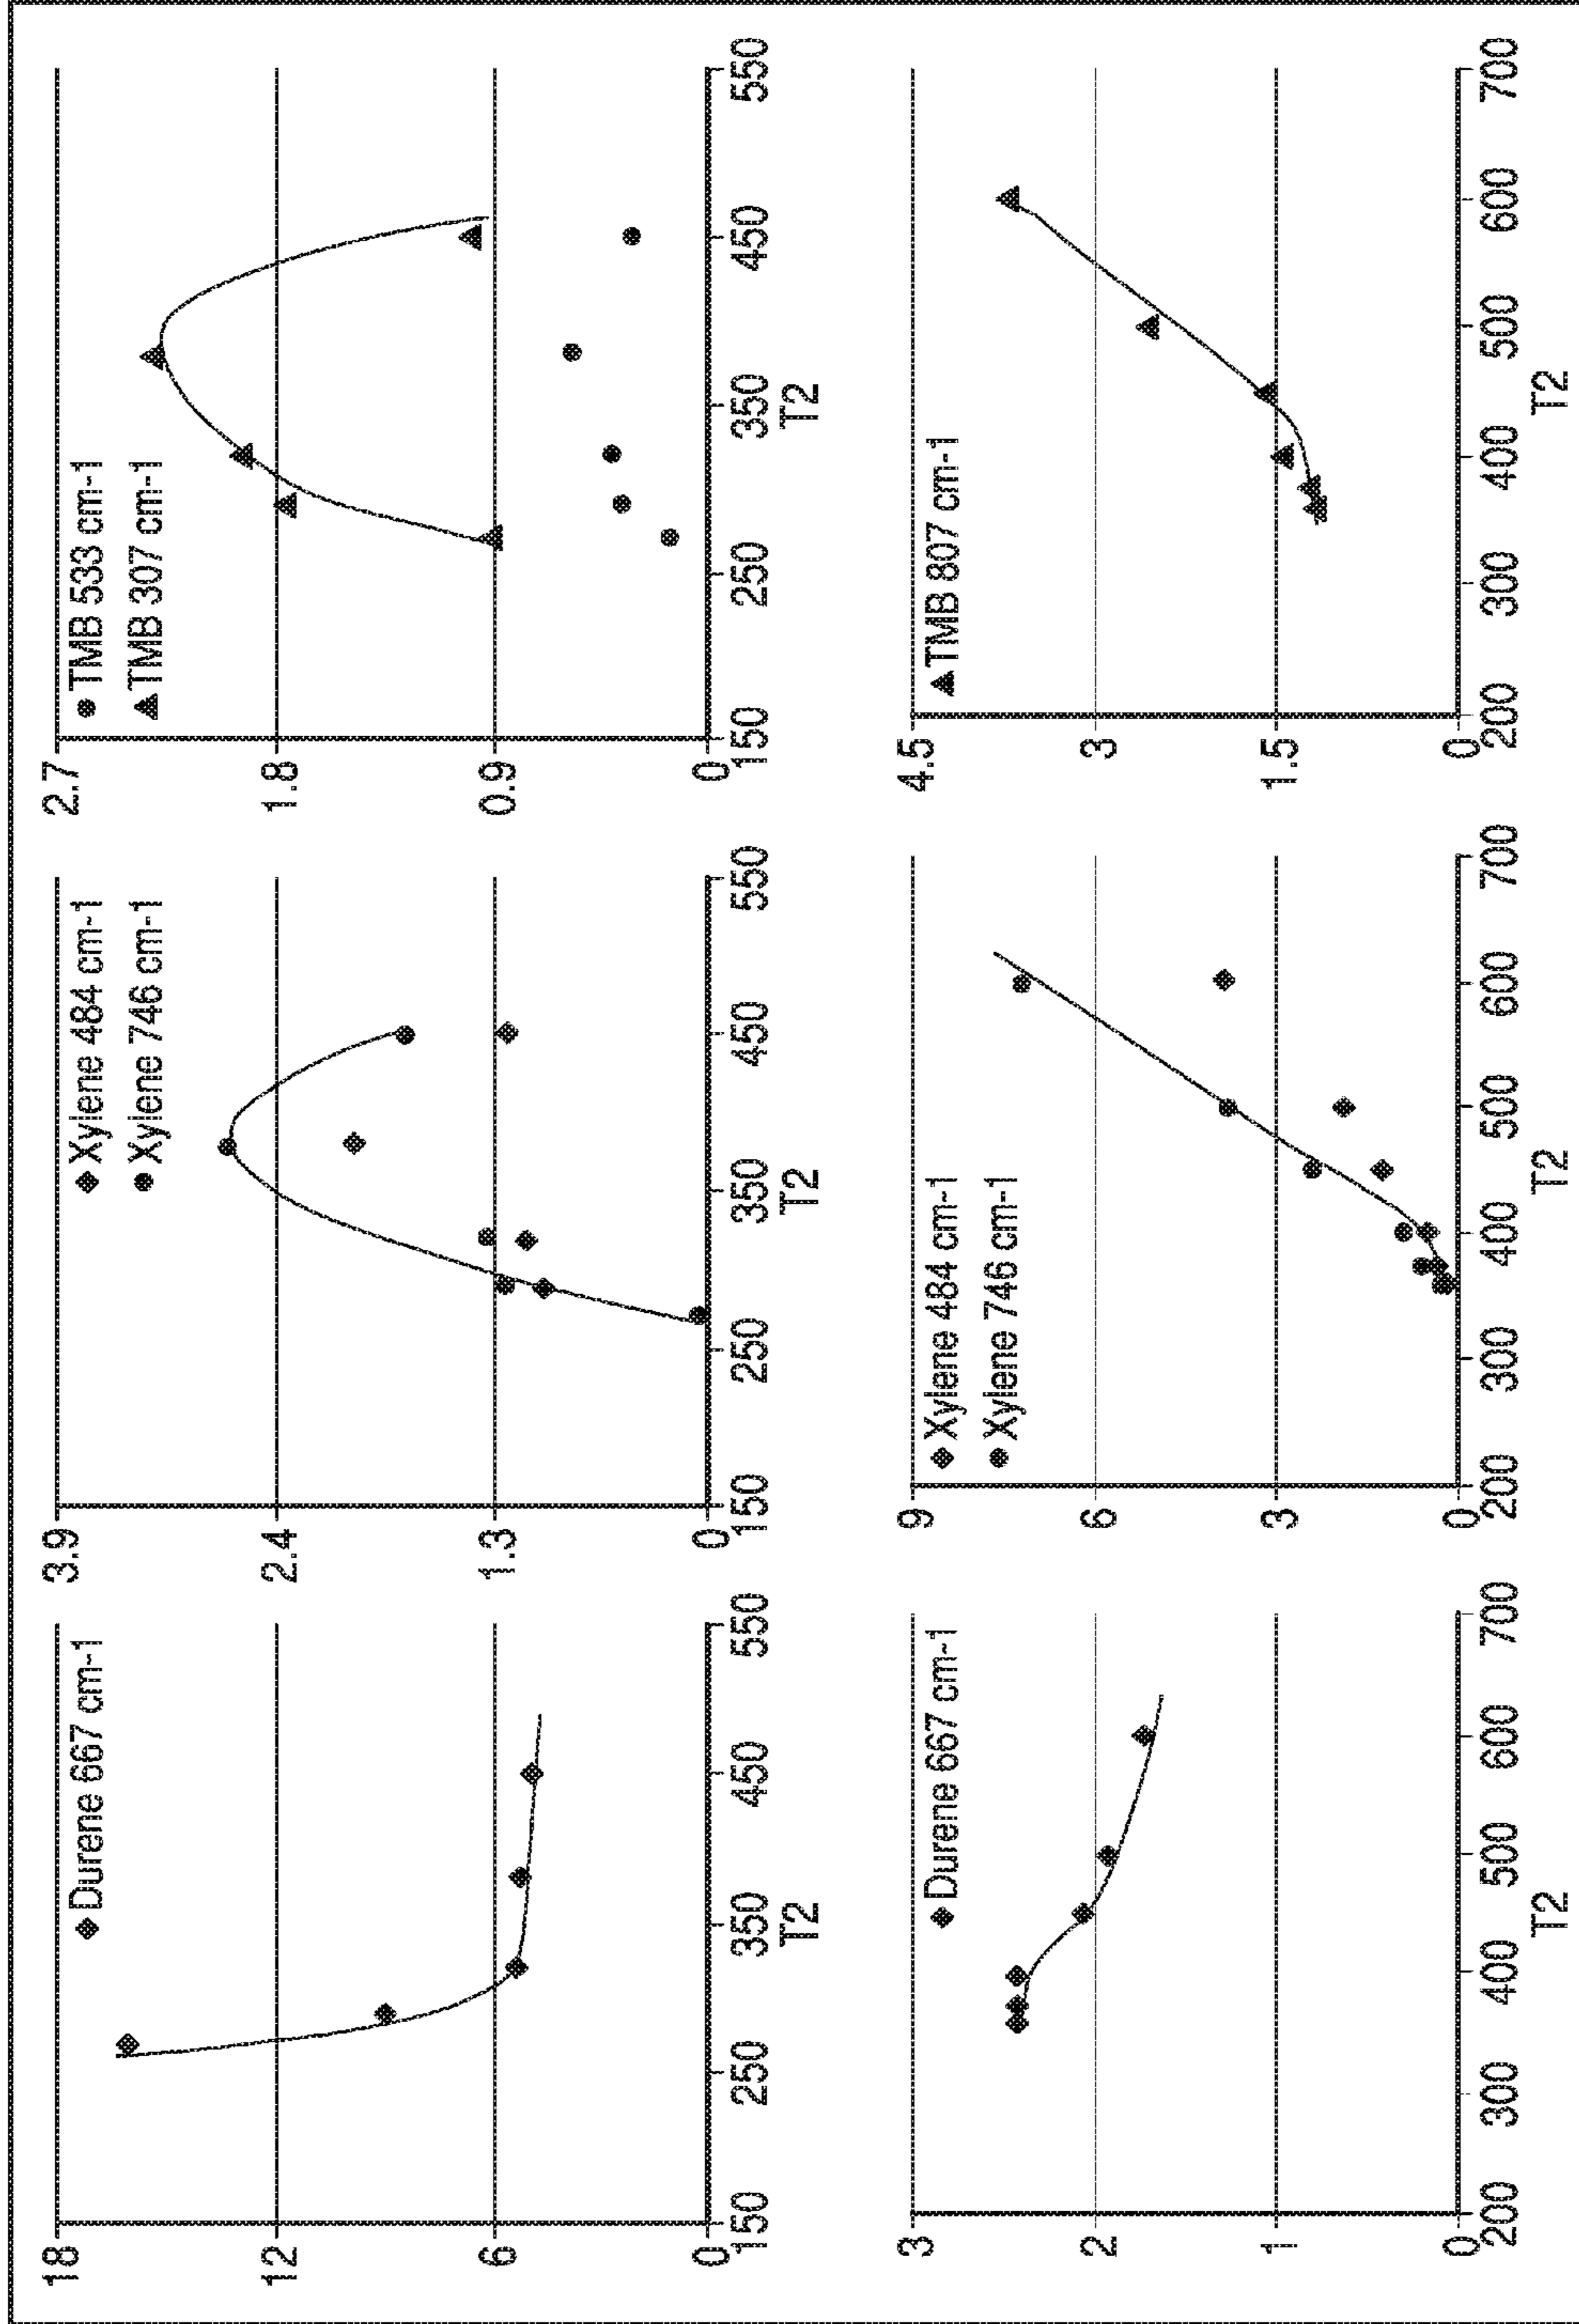 ◆ Durene 667 cm-1
18
12
6
0
150 250 350 450 550
T2
◆ Xylene 484 cm-1
● Xylene 746 cm-1
3.9
2.4
1.3
0
150 250 350 450 550
T2
● TMB 533 cm-1
▲ TMB 307 cm-1
2.7
1.8
0.9
0
150 250 350 450 550
T2
◆ Durene 667 cm-1
3
2
1
0
200 300 400 500 600 700
T2
◆ Xylene 484 cm-1
● Xylene 746 cm-1
9
6
3
0
200 300 400 500 600 700
T2
▲ TMB 807 cm-1
4.5
3
1.5
0
200 300 400 500 600 700
T2